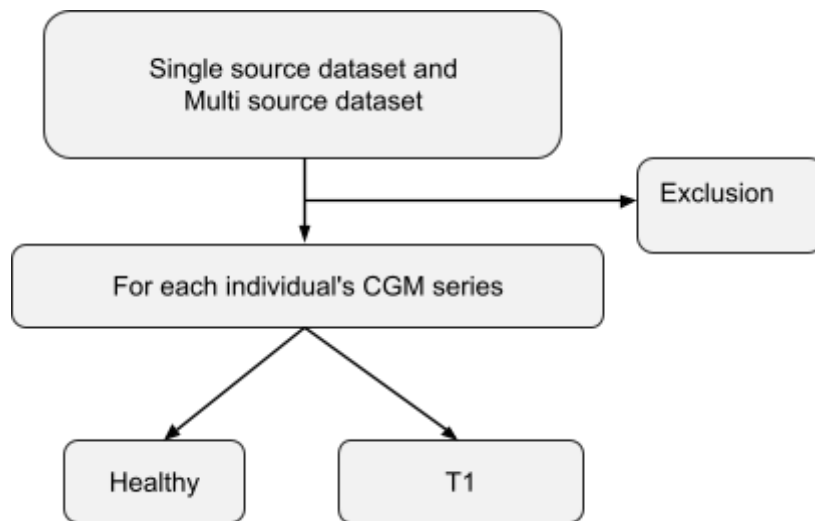 Single source dataset and
Multi source dataset
Exclusion
For each individual's CGM series
Healthy
T1